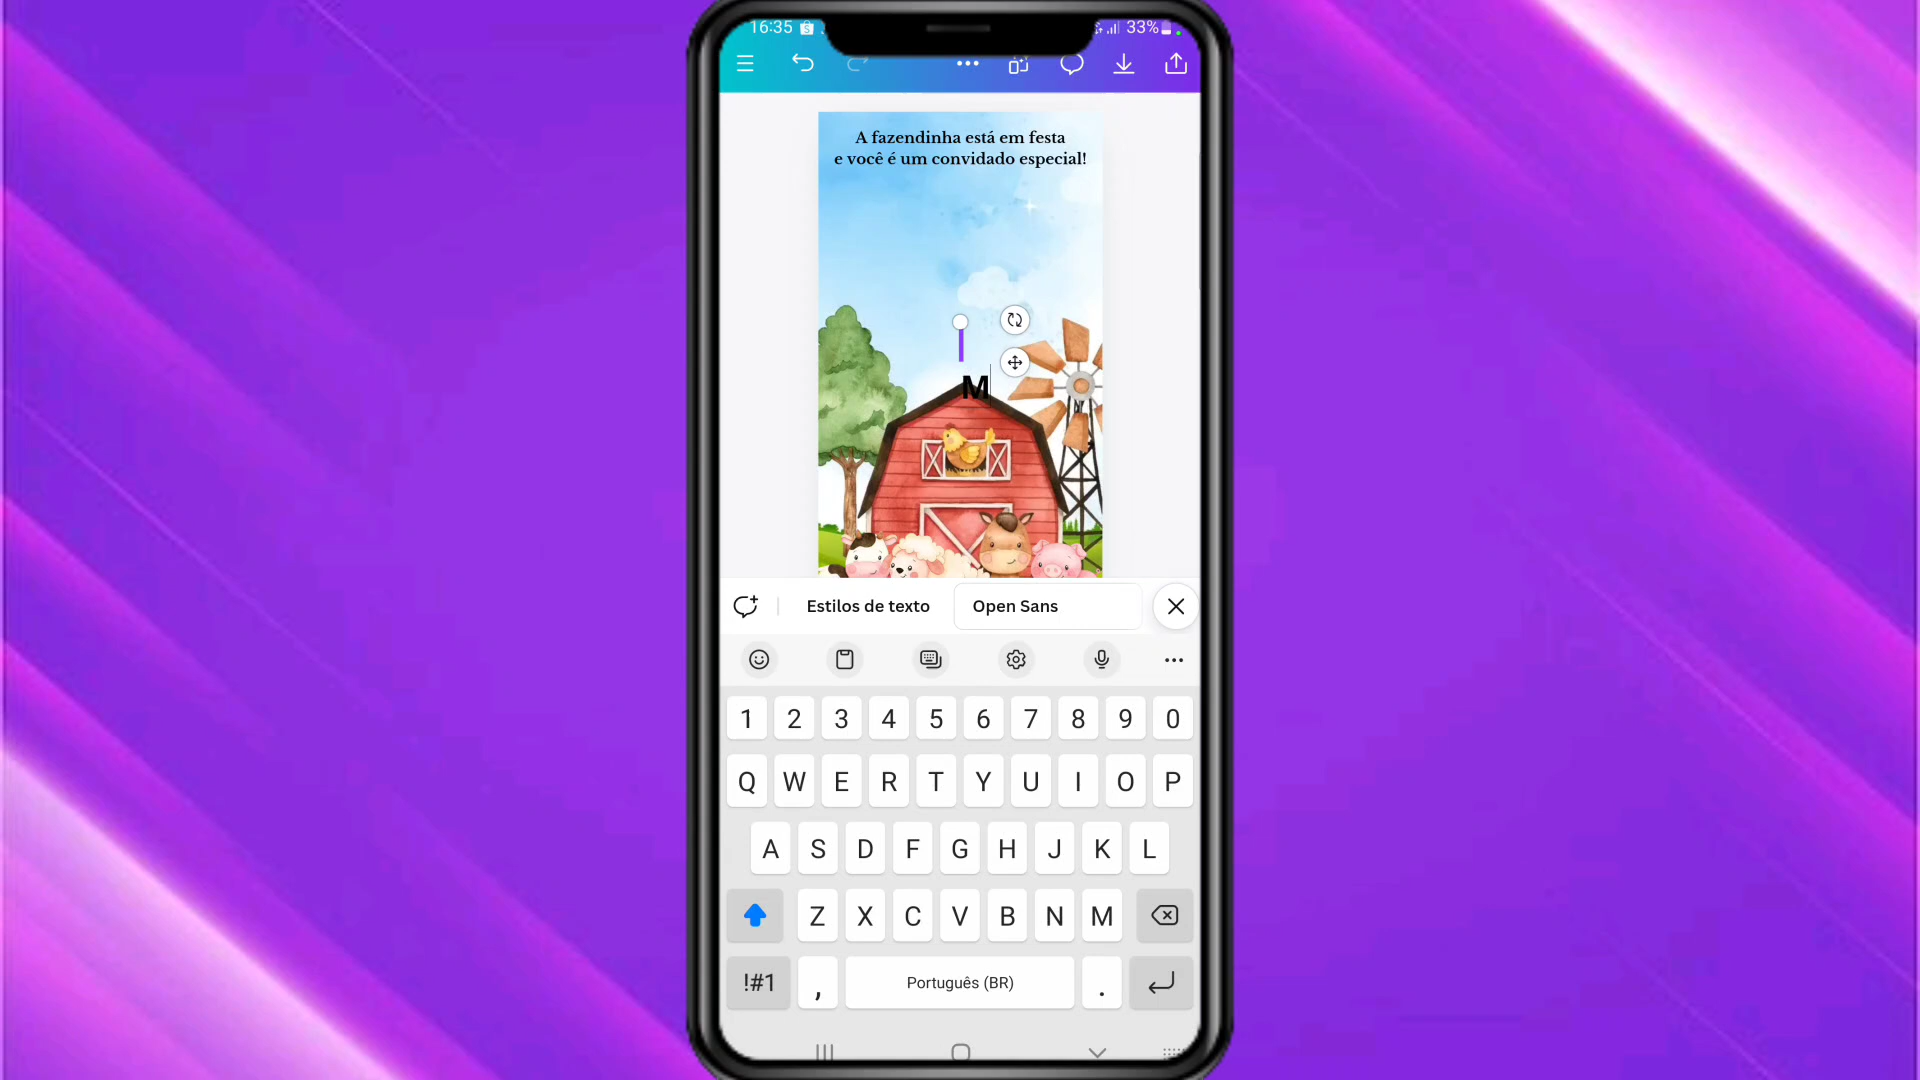 16:35
33%
A fazendinha está em festa
e você é um convidado especial!
M
Estilos de texto
Open Sans
1 2 3 4 5 6 7 8 9 0
Q W E R T Y U I O P
A S D F G H J K L
Z X C V B N M
!#1 , Português (BR) .